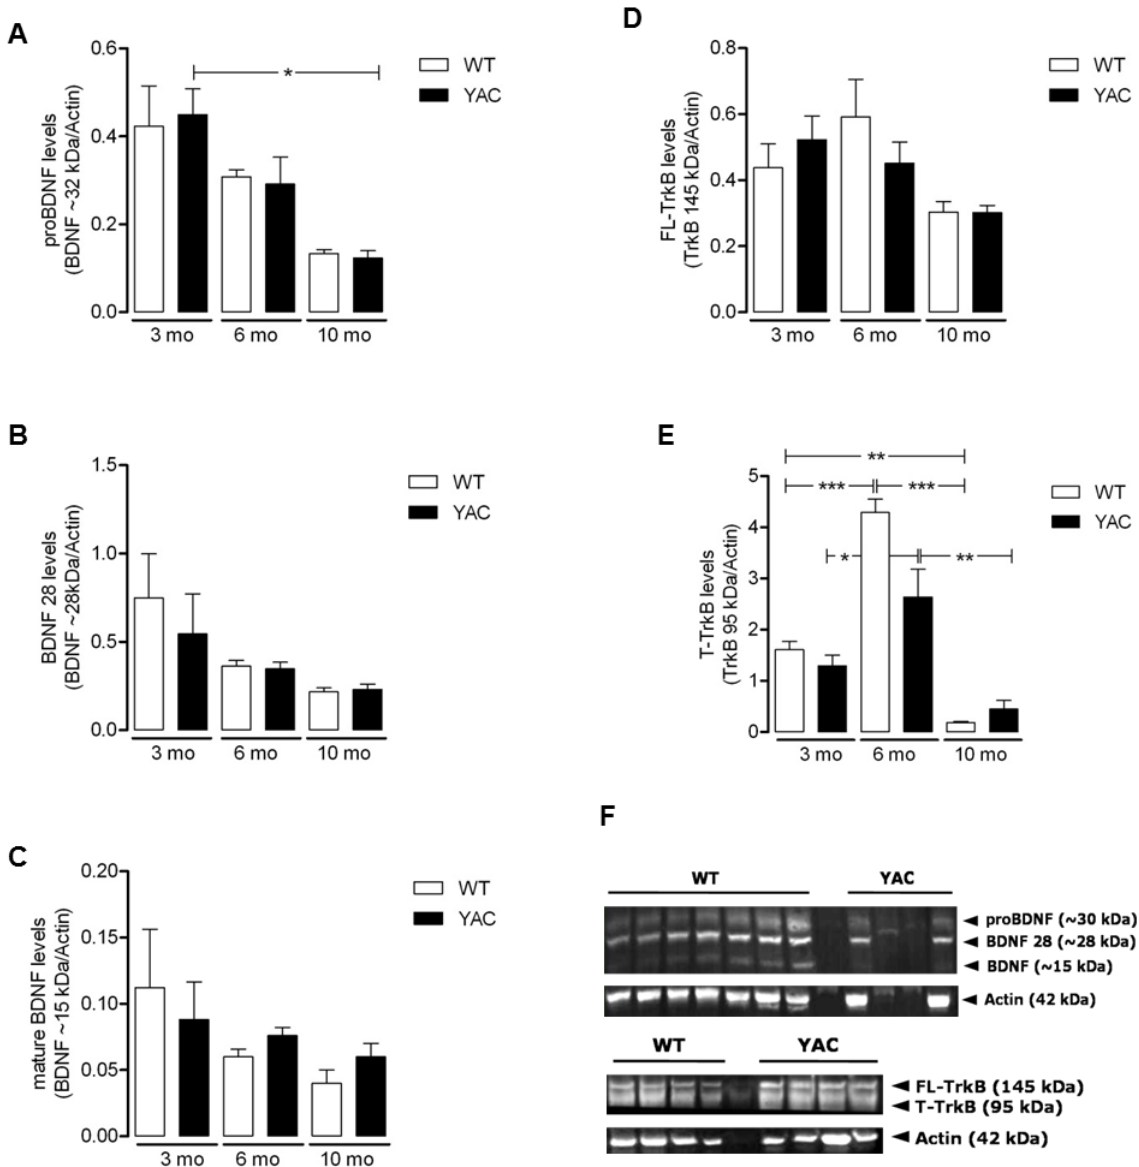 A
proBDNF levels
(BDNF ~32 kDa/Actin)
0.6
0.4
0.2
0.0
*
WT
YAC
3 mo
6 mo
10 mo
B
BDNF 28 levels
(BDNF ~28kDa/Actin)
1.5
1.0
0.5
0.0
WT
YAC
3 mo
6 mo
10 mo
C
mature BDNF levels
(BDNF ~15 kDa/Actin)
0.20
0.15
0.10
0.05
0.00
WT
YAC
3 mo
6 mo
10 mo
D
FL-TrkB levels
(TrkB 145 kDa/Actin)
0.8
0.6
0.4
0.2
0.0
WT
YAC
3 mo
6 mo
10 mo
E
T-TrkB levels
(TrkB 95 kDa/Actin)
5
4
3
2
1
0
**
*** ***
* **
WT
YAC
3 mo
6 mo
10 mo
F
WT YAC
proBDNF (~30 kDa)
BDNF 28 (~28 kDa)
BDNF (~15 kDa)
Actin (42 kDa)
WT YAC
FL-TrkB (145 kDa)
T-TrkB (95 kDa)
Actin (42 kDa)